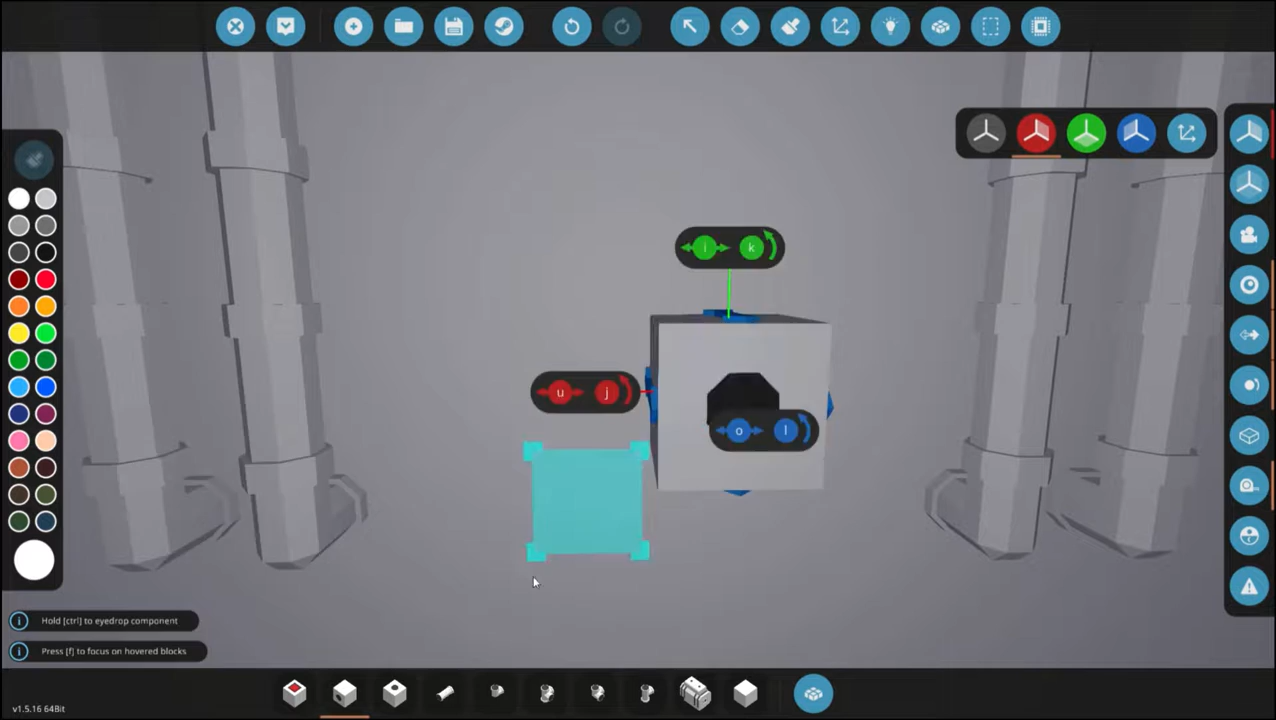 i k
u j
o l
Hold [ctrl] to eyedrop component
Press [f] to focus on hovered blocks
v1.5.16 64Bit